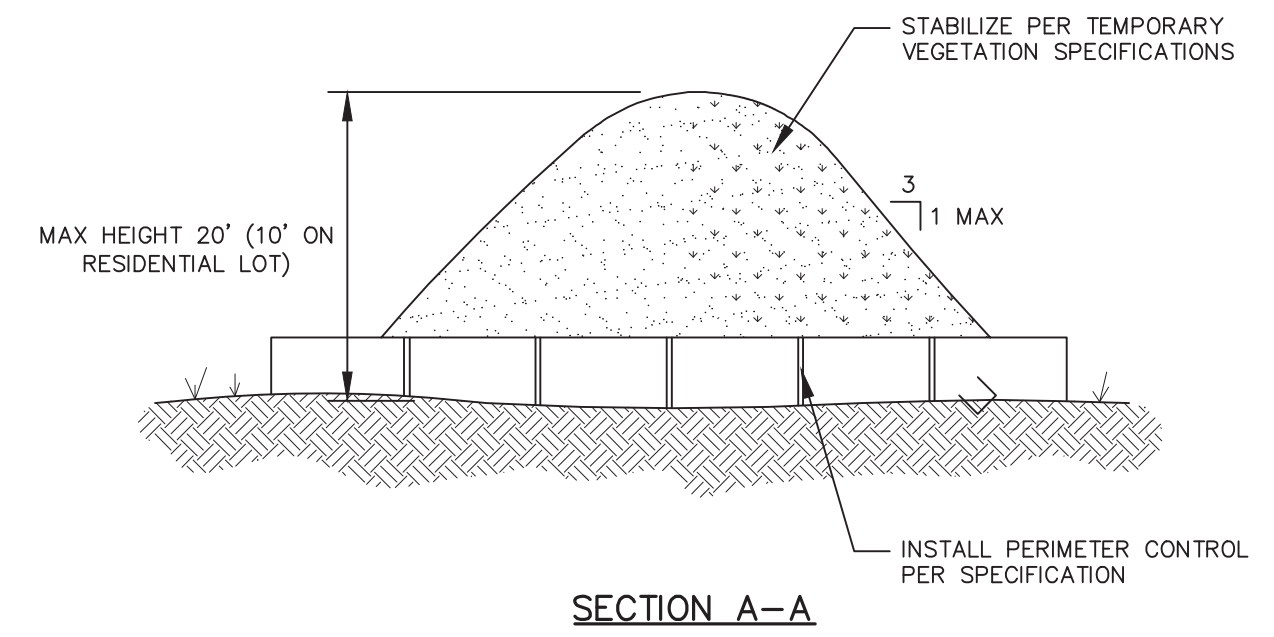 STABILIZE PER TEMPORARY
VEGETATION SPECIFICATIONS
3
1 MAX
MAX HEIGHT 20' (10' ON
RESIDENTIAL LOT)
INSTALL PERIMETER CONTROL
PER SPECIFICATION
SECTION A-A